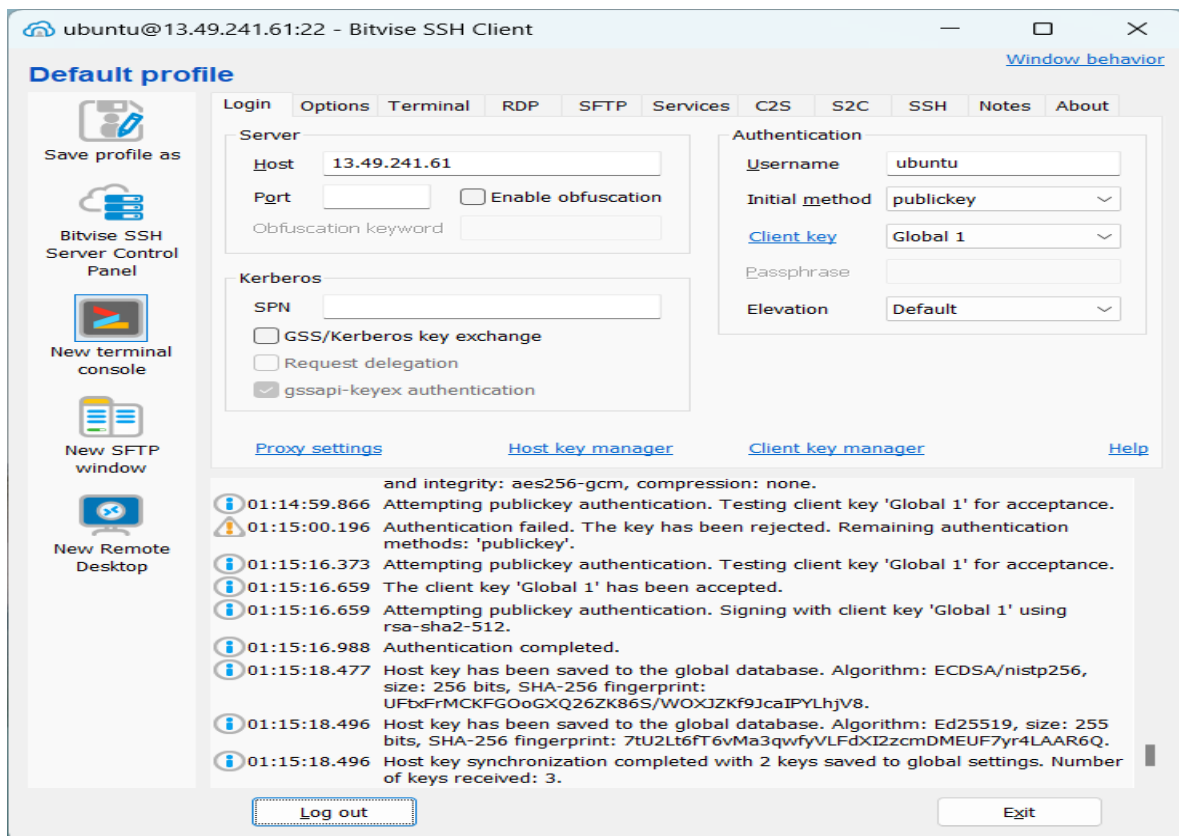 ubuntu@13.49.241.61:22 - Bitvise SSH Client
Window behavior
Default profile
Save profile as
Bitvise SSH
Server Control
Panel
New terminal
console
New SFTP
window
New Remote
Desktop
Login Options Terminal RDP SFTP Services C2S S2C SSH Notes About
Server
Host 13.49.241.61
Port Enable obfuscation
Obfuscation keyword
Kerberos
SPN
GSS/Kerberos key exchange
Request delegation
gssapi-keyex authentication
Authentication
Username ubuntu
Initial method publickey
Client key Global 1
Passphrase
Elevation Default
Proxy settings Host key manager Client key manager Help
and integrity: aes256-gcm, compression: none.
01:14:59.866 Attempting publickey authentication. Testing client key 'Global 1' for acceptance.
01:15:00.196 Authentication failed. The key has been rejected. Remaining authentication
methods: 'publickey'.
01:15:16.373 Attempting publickey authentication. Testing client key 'Global 1' for acceptance.
01:15:16.659 The client key 'Global 1' has been accepted.
01:15:16.659 Attempting publickey authentication. Signing with client key 'Global 1' using
rsa-sha2-512.
01:15:16.988 Authentication completed.
01:15:18.477 Host key has been saved to the global database. Algorithm: ECDSA/nistp256,
size: 256 bits, SHA-256 fingerprint:
UFtxFrMCKFGOoGXQ26ZK86S/WOXJZKf9JcaIPYLhjV8.
01:15:18.496 Host key has been saved to the global database. Algorithm: Ed25519, size: 255
bits, SHA-256 fingerprint: 7tU2Lt6fT6vMa3qwfyVLFdXI2zcmDMEUF7yr4LAAR6Q.
01:15:18.496 Host key synchronization completed with 2 keys saved to global settings. Number
of keys received: 3.
Log out Exit